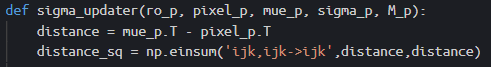 def sigma_updater(ro_p, pixel_p, mue_p, sigma_p, M_p):
    distance = mue_p.T - pixel_p.T
    distance_sq = np.einsum('ijk,ijk->ijk',distance,distance)